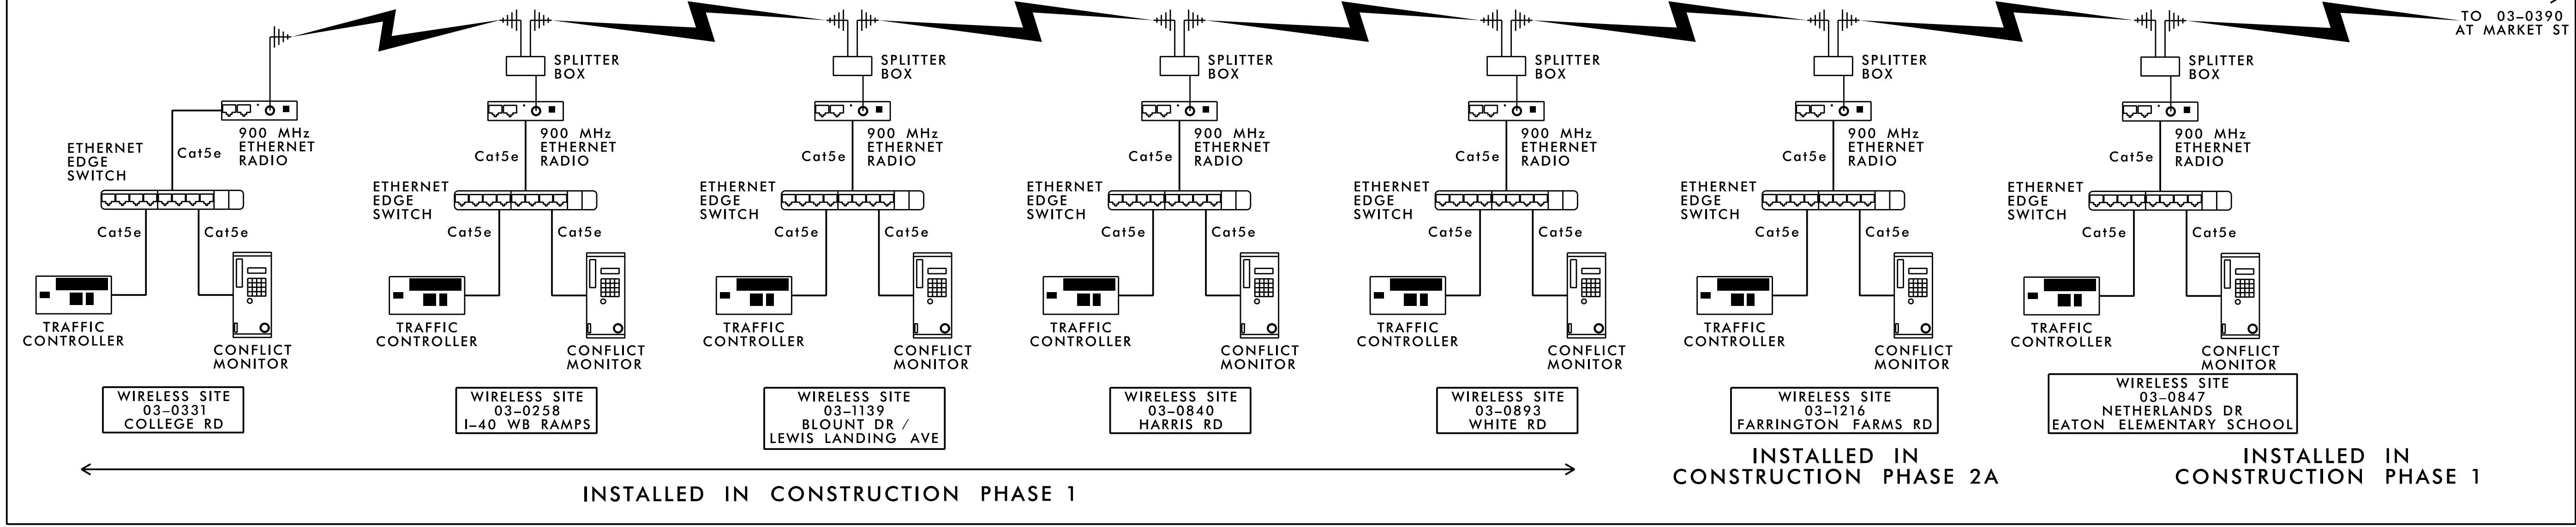 TO 03-0390
AT MARKET ST
ETHERNET
EDGE
SWITCH
Cat5e
900 MHz
ETHERNET
RADIO
Cat5e
Cat5e
TRAFFIC
CONTROLLER
CONFLICT
MONITOR
WIRELESS SITE
03-0331
COLLEGE RD
SPLITTER
BOX
900 MHz
ETHERNET
RADIO
Cat5e
ETHERNET
EDGE
SWITCH
Cat5e
Cat5e
TRAFFIC
CONTROLLER
CONFLICT
MONITOR
WIRELESS SITE
03-0258
I-40 WB RAMPS
SPLITTER
BOX
900 MHz
ETHERNET
RADIO
Cat5e
ETHERNET
EDGE
SWITCH
Cat5e
Cat5e
TRAFFIC
CONTROLLER
CONFLICT
MONITOR
WIRELESS SITE
03-1139
BLOUNT DR /
LEWIS LANDING AVE
SPLITTER
BOX
900 MHz
ETHERNET
RADIO
Cat5e
ETHERNET
EDGE
SWITCH
Cat5e
Cat5e
TRAFFIC
CONTROLLER
CONFLICT
MONITOR
WIRELESS SITE
03-0840
HARRIS RD
SPLITTER
BOX
900 MHz
ETHERNET
RADIO
Cat5e
ETHERNET
EDGE
SWITCH
Cat5e
Cat5e
TRAFFIC
CONTROLLER
CONFLICT
MONITOR
WIRELESS SITE
03-0893
WHITE RD
SPLITTER
BOX
900 MHz
ETHERNET
RADIO
Cat5e
ETHERNET
EDGE
SWITCH
Cat5e
Cat5e
TRAFFIC
CONTROLLER
CONFLICT
MONITOR
WIRELESS SITE
03-1216
FARRINGTON FARMS RD
SPLITTER
BOX
900 MHz
ETHERNET
RADIO
Cat5e
ETHERNET
EDGE
SWITCH
Cat5e
Cat5e
TRAFFIC
CONTROLLER
CONFLICT
MONITOR
WIRELESS SITE
03-0847
NETHERLANDS DR
EATON ELEMENTARY SCHOOL
INSTALLED IN CONSTRUCTION PHASE 1
INSTALLED IN
CONSTRUCTION PHASE 2A
INSTALLED IN
CONSTRUCTION PHASE 1